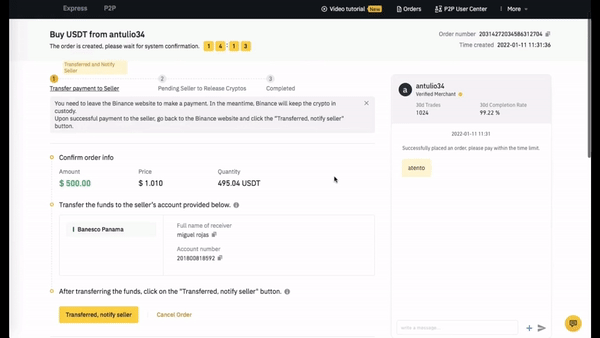 Express P2P Video tutorial New Orders P2P User Center More
Buy USDT from antulio34
The order is created, please wait for system confirmation. 1 4 : 1 3
Order number 20314272034586312704
Time created 2022-01-11 11:31:36
Transferred and Notify
Seller
1 2 3
Transfer payment to Seller Pending Seller to Release Cryptos Completed
You need to leave the Binance website to make a payment. In the meantime, Binance will keep the crypto in
custody.
Upon successful payment to the seller, go back to the Binance website and click the "Transferred, notify seller"
button.
Confirm order info
Amount Price Quantity
$ 500.00 $ 1.010 495.04 USDT
Transfer the funds to the seller's account provided below.
Banesco Panama
Full name of receiver
miguel rojas
Account number
201800818592
After transferring the funds, click on the "Transferred, notify seller" button.
Transferred, notify seller Cancel Order
a
antulio34
Verified Merchant
30d Trades 30d Completion Rate
1024 99.22 %
2022-01-11 11:31
Successfully placed an order, please pay within the time limit.
atento
Write a message...